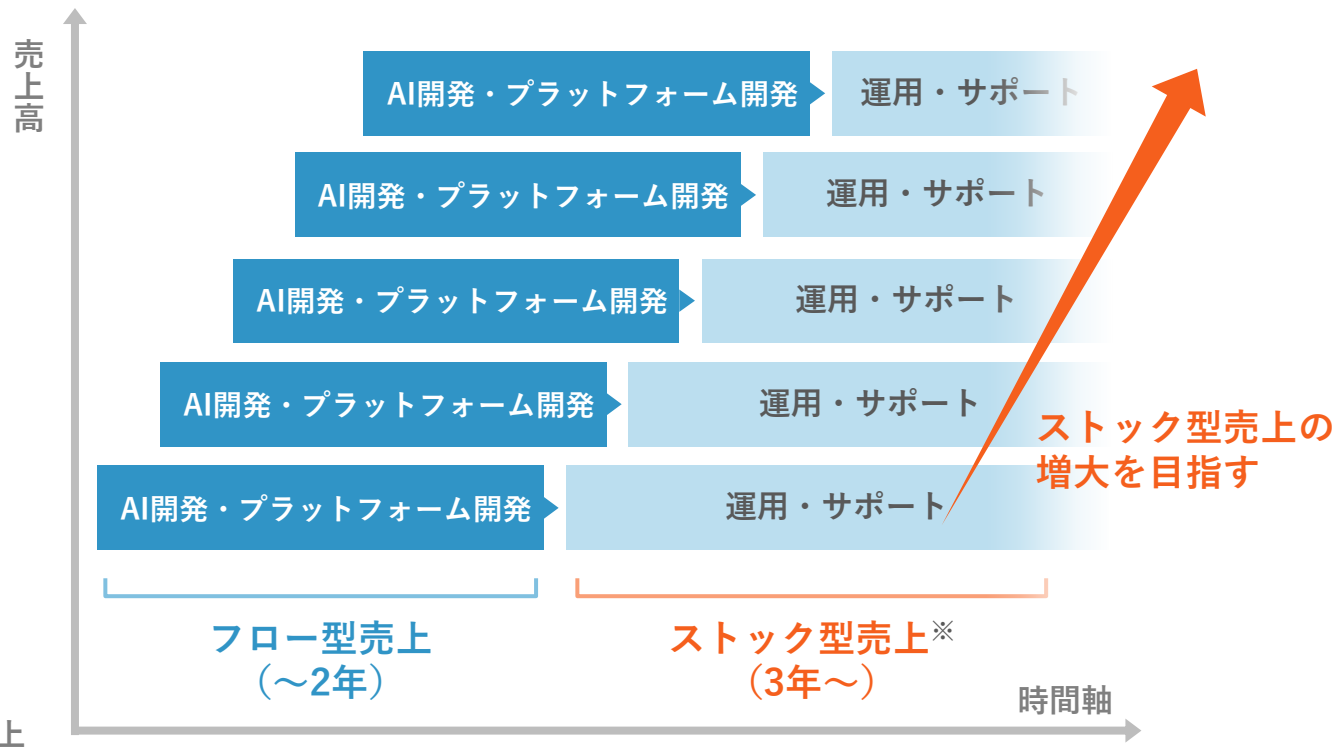 売上高
AI開発・プラットフォーム開発
運用・サポート
AI開発・プラットフォーム開発
運用・サポート
AI開発・プラットフォーム開発
運用・サポート
AI開発・プラットフォーム開発
運用・サポート
ストック型売上の
増大を目指す
AI開発・プラットフォーム開発
運用・サポート
フロー型売上
（～2年）
ストック型売上※
（3年～）
時間軸
上